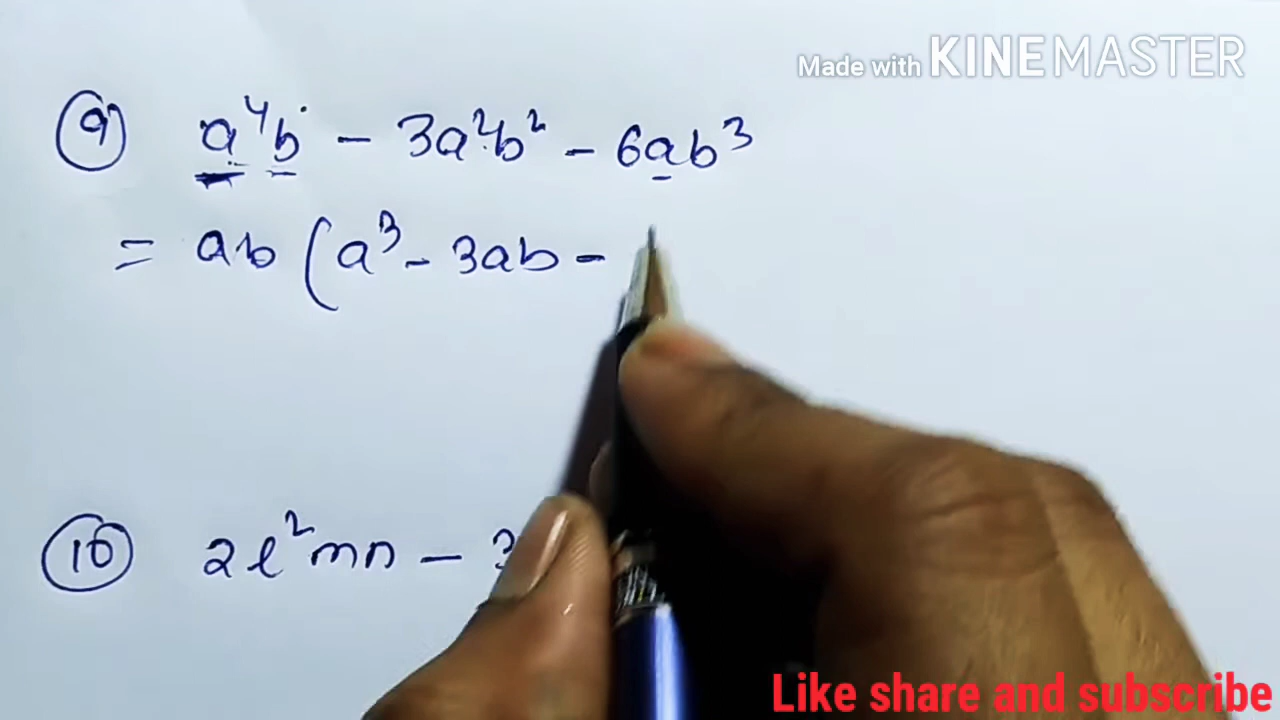 Made with KINEMASTER
(9) a⁴b - 3a²b² - 6ab³
= ab (a³ - 3ab -
(10) 2l²mn - 3
Like share and subscribe